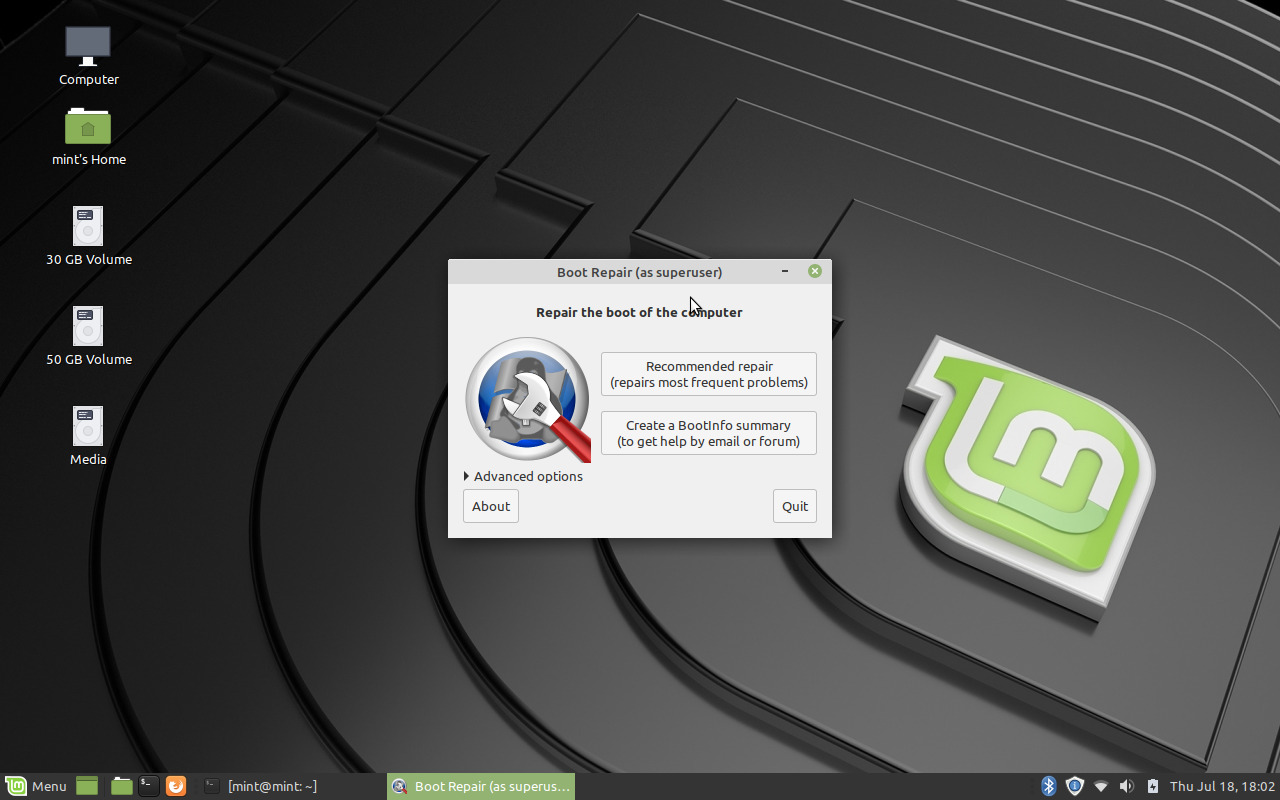 Computer
mint's Home
30 GB Volume
50 GB Volume
Media
Boot Repair (as superuser)
Repair the boot of the computer
Recommended repair
(repairs most frequent problems)
Create a BootInfo summary
(to get help by email or forum)
Advanced options
About
Quit
Menu
[mint@mint: ~]
Boot Repair (as superus...
Thu Jul 18, 18:02